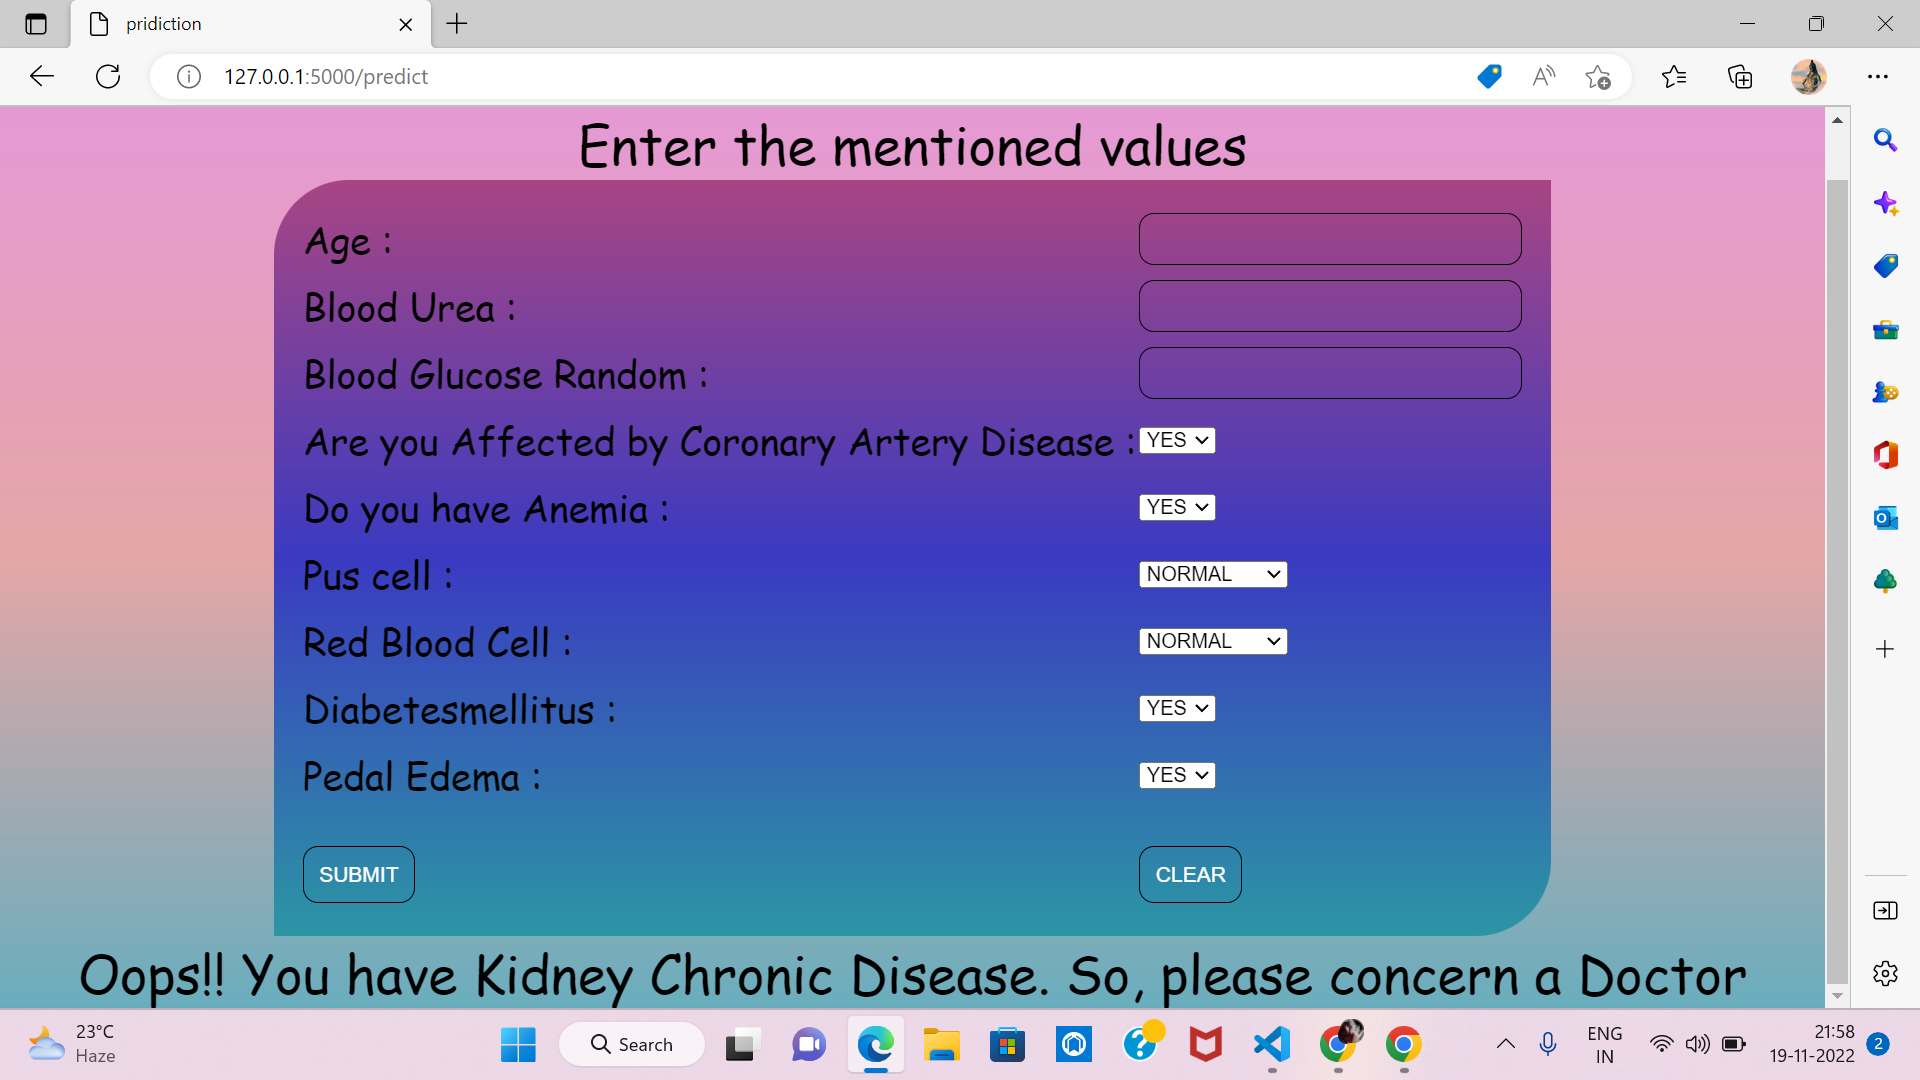 pridiction
127.0.0.1:5000/predict
Enter the mentioned values
Age :
Blood Urea :
Blood Glucose Random :
Are you Affected by Coronary Artery Disease : YES
Do you have Anemia : YES
Pus cell : NORMAL
Red Blood Cell : NORMAL
Diabetesmellitus : YES
Pedal Edema : YES
SUBMIT CLEAR
Oops!! You have Kidney Chronic Disease. So, please concern a Doctor
23°C
Haze
Search
ENG
IN
21:58
19-11-2022
2